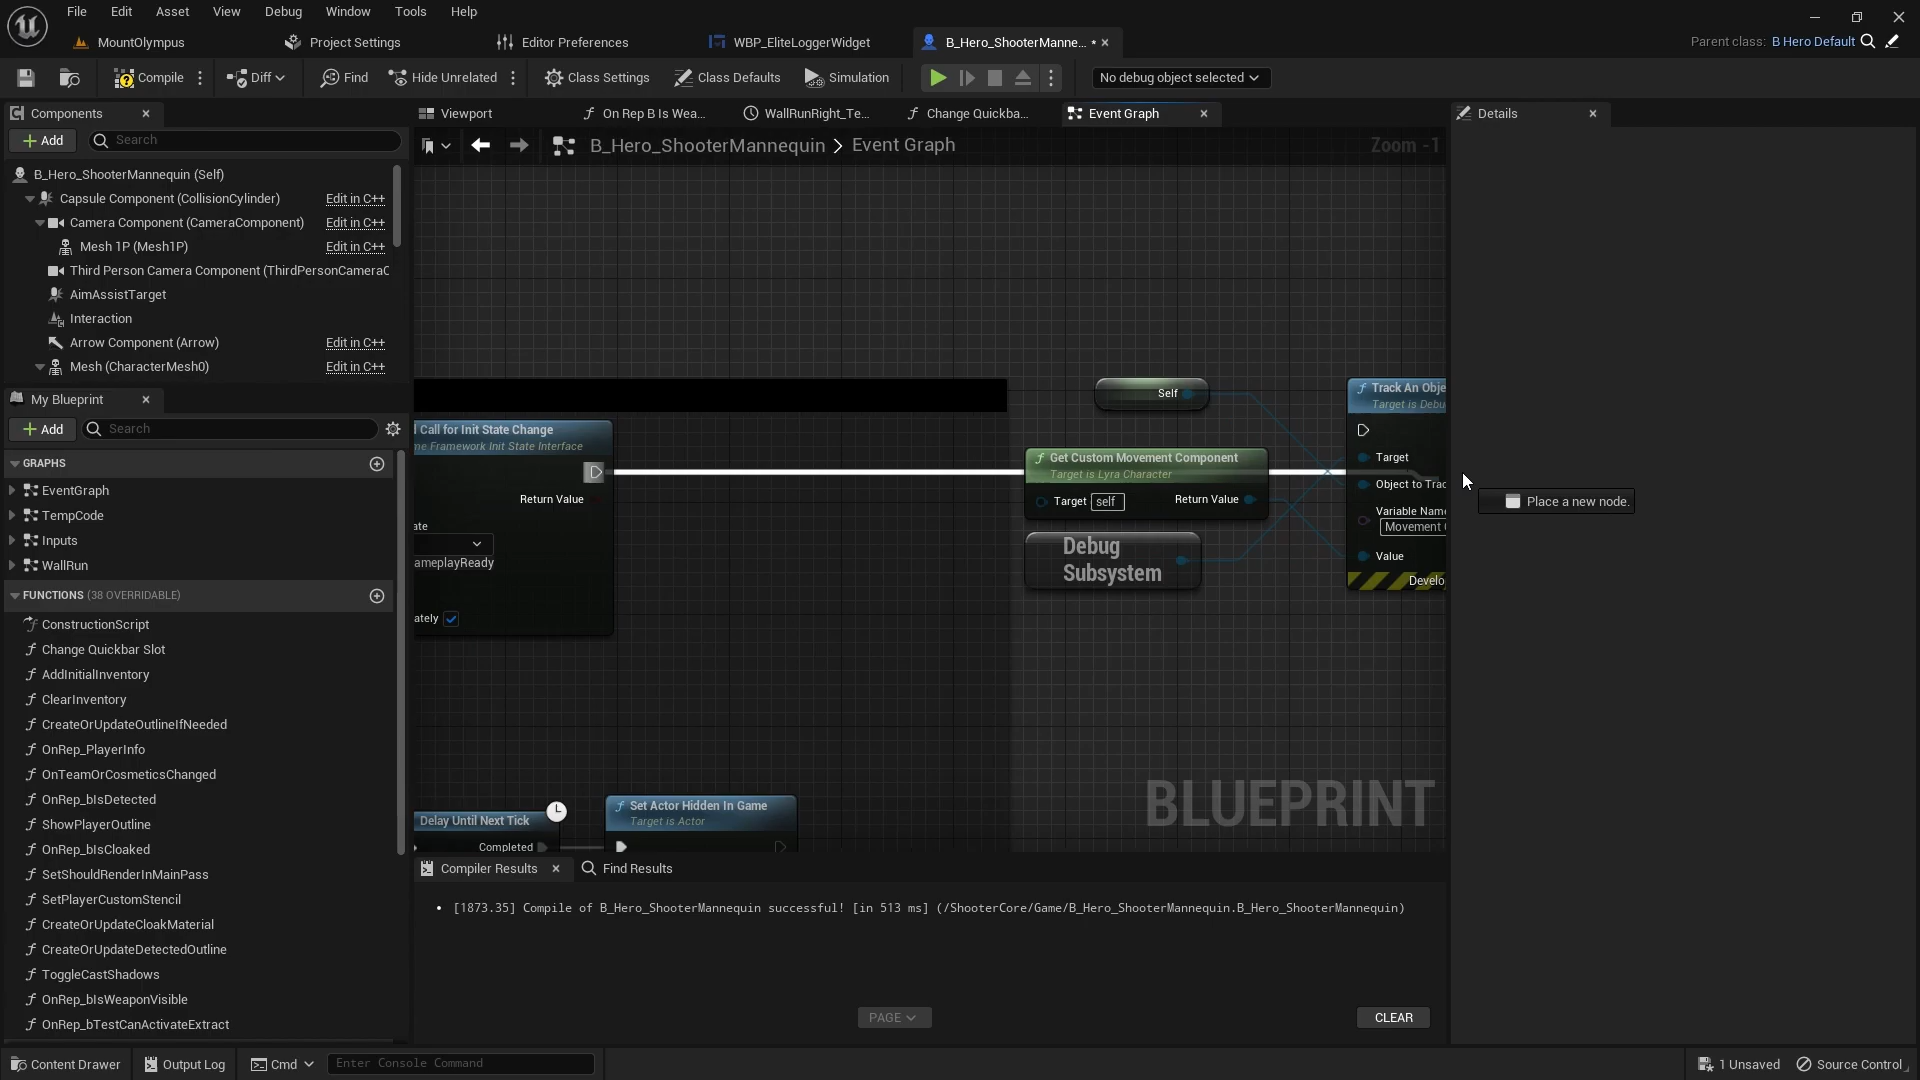 File Edit Asset View Debug Window Tools Help
MountOlympus Project Settings Editor Preferences WBP_EliteLoggerWidget B_Hero_ShooterManne... •
Parent class: B Hero Default
Compile Diff Find Hide Unrelated Class Settings Class Defaults Simulation No debug object selected
Components
Add Search
B_Hero_ShooterMannequin (Self)
Capsule Component (CollisionCylinder) Edit in C++
Camera Component (CameraComponent) Edit in C++
Mesh 1P (Mesh1P) Edit in C++
Third Person Camera Component (ThirdPersonCameraC
AimAssistTarget
Interaction
Arrow Component (Arrow) Edit in C++
Mesh (CharacterMesh0) Edit in C++
My Blueprint
Add Search
GRAPHS
EventGraph
TempCode
Inputs
WallRun
FUNCTIONS (38 OVERRIDABLE)
ConstructionScript
Change Quickbar Slot
AddInitialInventory
ClearInventory
CreateOrUpdateOutlineIfNeeded
OnRep_PlayerInfo
OnTeamOrCosmeticsChanged
OnRep_bIsDetected
ShowPlayerOutline
OnRep_bIsCloaked
SetShouldRenderInMainPass
SetPlayerCustomStencil
CreateOrUpdateCloakMaterial
CreateOrUpdateDetectedOutline
ToggleCastShadows
OnRep_bIsWeaponVisible
OnRep_bTestCanActivateExtract
Viewport On Rep B Is Wea... WallRunRight_Te... Change Quickba... Event Graph
B_Hero_ShooterMannequin > Event Graph
Zoom -1
l Call for Init State Change
me Framework Init State Interface
Return Value
ate
ameplayReady
ately
Self
Get Custom Movement Component
Target is Lyra Character
Target self Return Value
Debug
Subsystem
Track An Obje
Target is Debu
Target
Object to Trac
Variable Name
Movement
Value
Develo
Place a new node.
Delay Until Next Tick
Completed
Set Actor Hidden In Game
Target is Actor
BLUEPRINT
Compiler Results Find Results
• [1873.35] Compile of B_Hero_ShooterMannequin successful! [in 513 ms] (/ShooterCore/Game/B_Hero_ShooterMannequin.B_Hero_ShooterMannequin)
PAGE CLEAR
Details
Content Drawer Output Log Cmd Enter Console Command 1 Unsaved Source Control